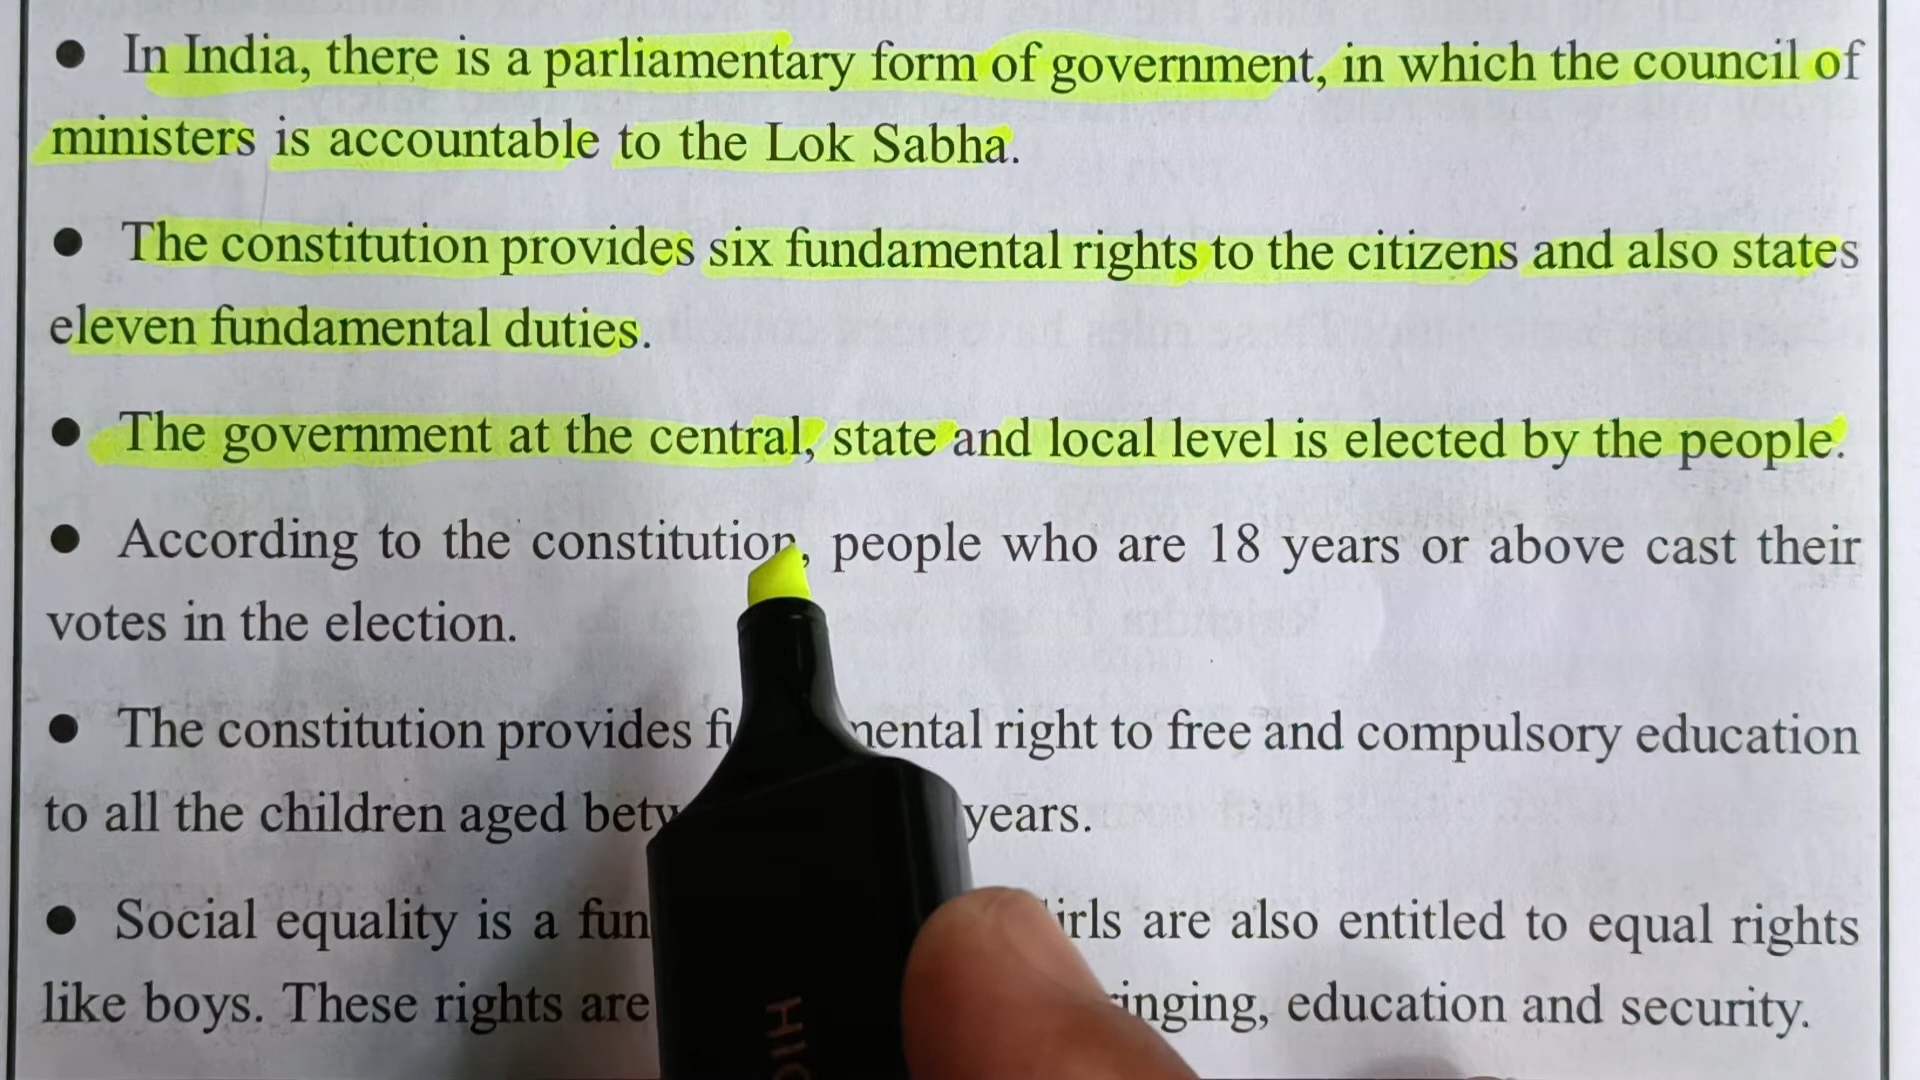 ● In India, there is a parliamentary form of government, in which the council of
ministers is accountable to the Lok Sabha.
● The constitution provides six fundamental rights to the citizens and also states
eleven fundamental duties.
● The government at the central, state and local level is elected by the people.
● According to the constitution, people who are 18 years or above cast their
votes in the election.
● The constitution provides right to free and compulsory education
to all the children aged years.
● Social equality is a are also entitled to equal rights
like boys. These rights are education and security.